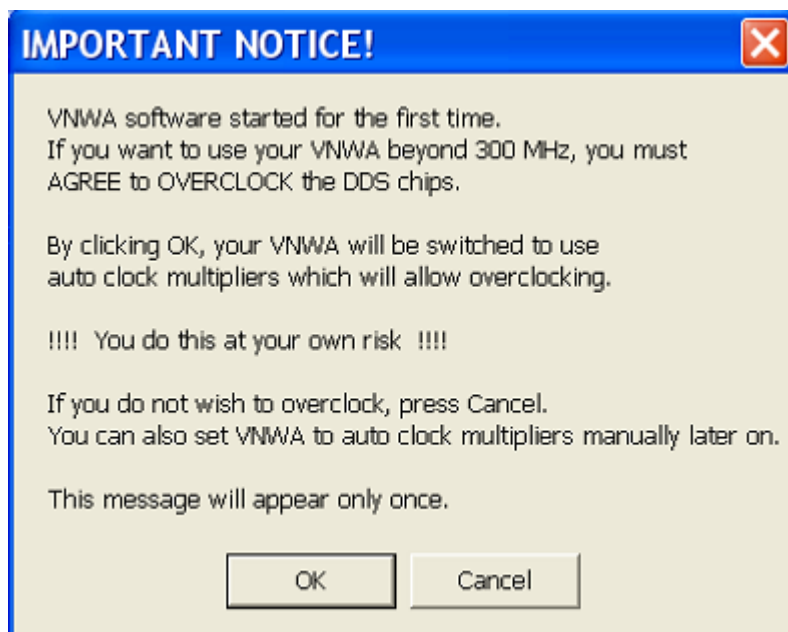 IMPORTANT NOTICE!
VNWA software started for the first time.
If you want to use your VNWA beyond 300 MHz, you must
AGREE to OVERCLOCK the DDS chips.
By clicking OK, your VNWA will be switched to use
auto clock multipliers which will allow overclocking.
!!!! You do this at your own risk !!!!
If you do not wish to overclock, press Cancel.
You can also set VNWA to auto clock multipliers manually later on.
This message will appear only once.
OK
Cancel